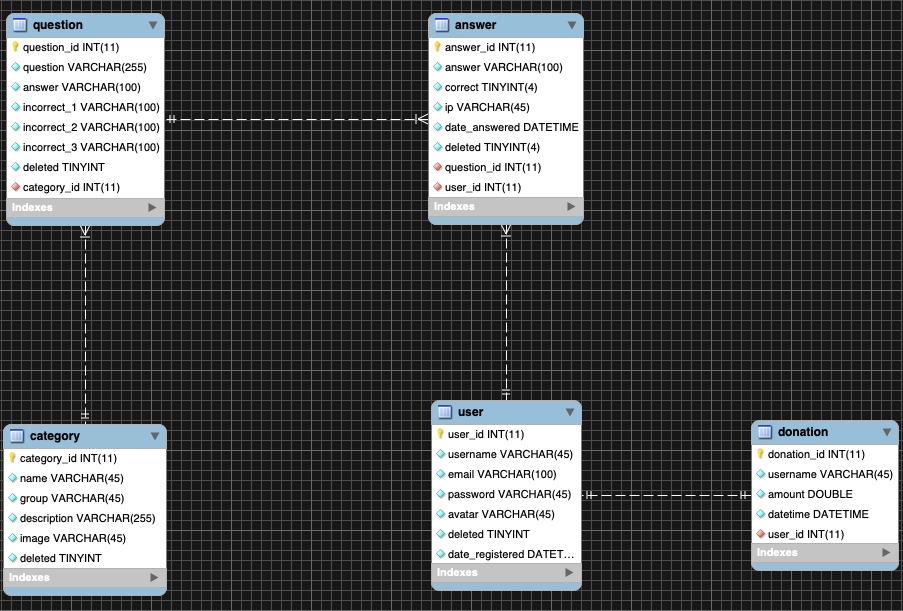 question
question_id INT(11)
question VARCHAR(255)
answer VARCHAR(100)
incorrect_1 VARCHAR(100)
incorrect_2 VARCHAR(100)
incorrect_3 VARCHAR(100)
deleted TINYINT
category_id INT(11)
Indexes
answer
answer_id INT(11)
answer VARCHAR(100)
correct TINYINT(4)
ip VARCHAR(45)
date_answered DATETIME
deleted TINYINT(4)
question_id INT(11)
user_id INT(11)
Indexes
category
category_id INT(11)
name VARCHAR(45)
group VARCHAR(45)
description VARCHAR(255)
image VARCHAR(45)
deleted TINYINT
Indexes
user
user_id INT(11)
username VARCHAR(45)
email VARCHAR(100)
password VARCHAR(45)
avatar VARCHAR(45)
deleted TINYINT
date_registered DATET...
Indexes
donation
donation_id INT(11)
username VARCHAR(45)
amount DOUBLE
datetime DATETIME
user_id INT(11)
Indexes